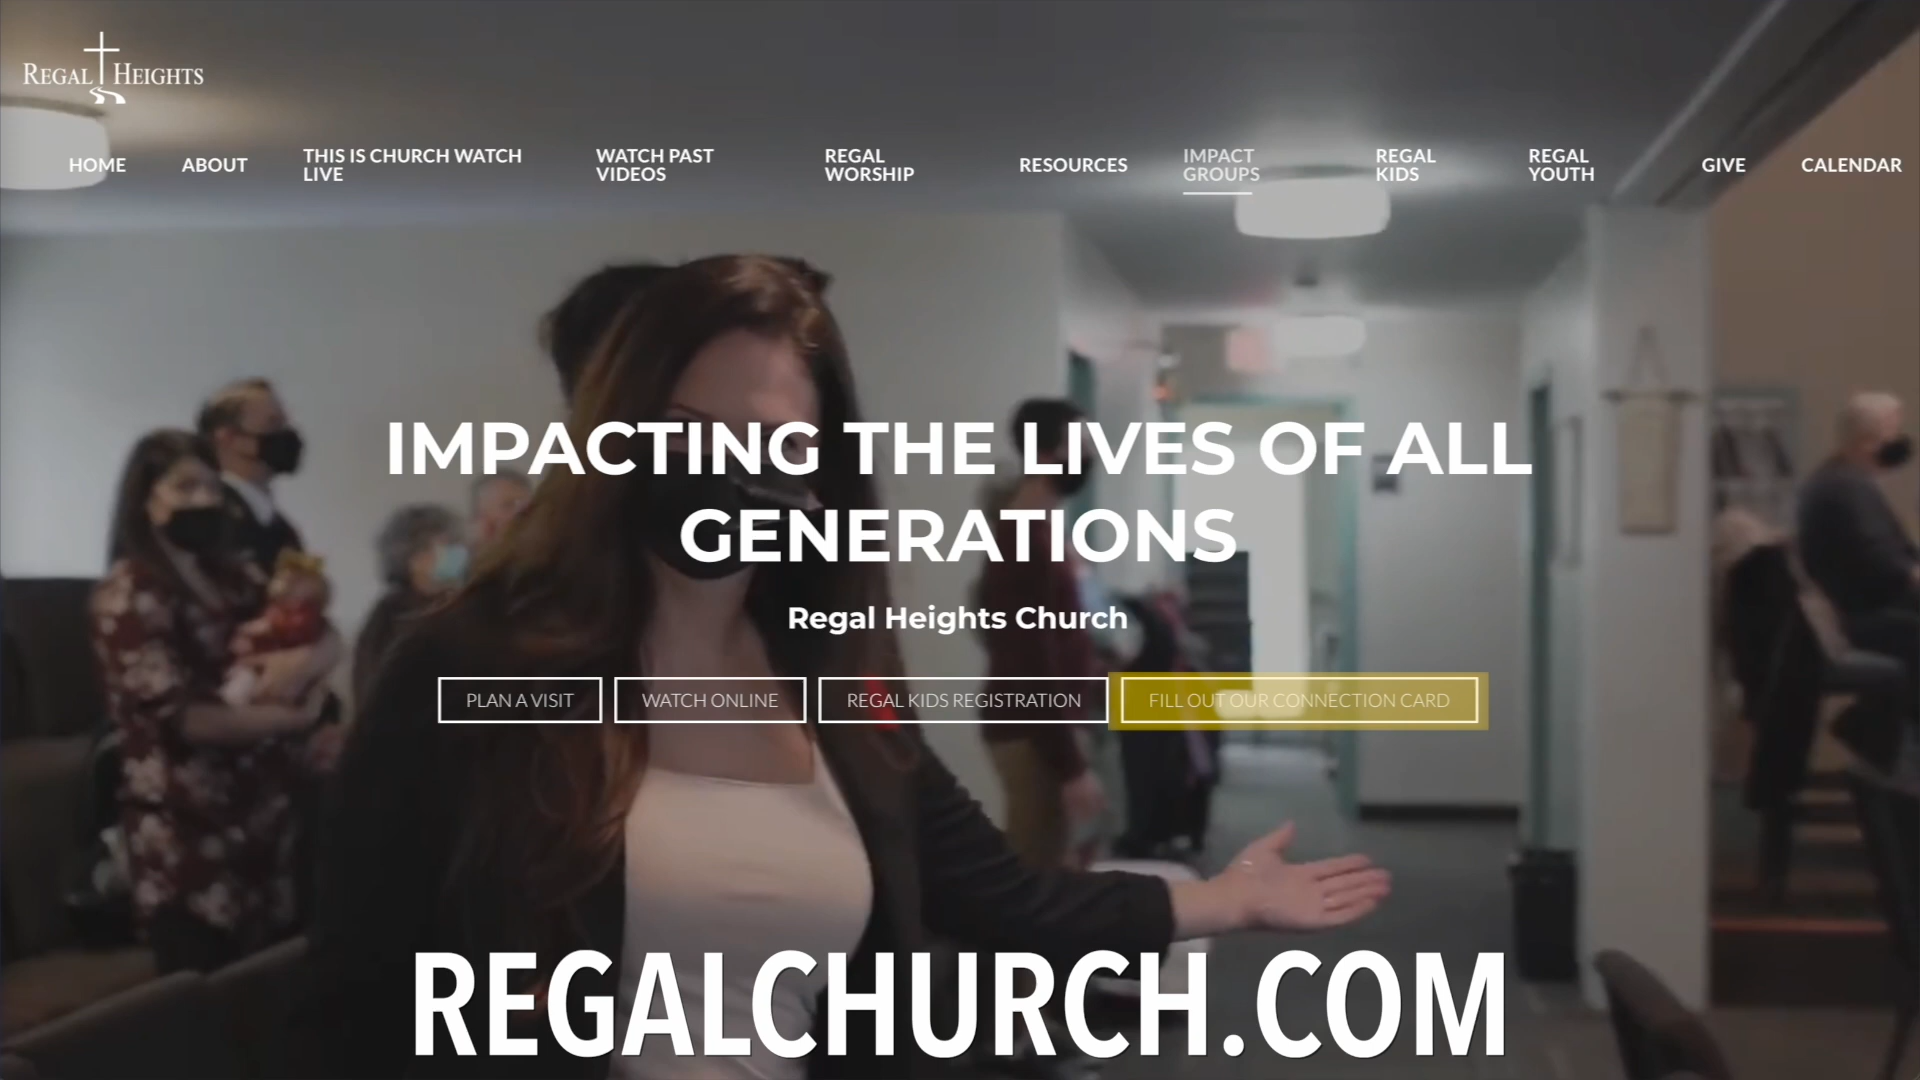 REGAL HEIGHTS
HOME
ABOUT
THIS IS CHURCH WATCH
LIVE
WATCH PAST
VIDEOS
REGAL
WORSHIP
RESOURCES
IMPACT
GROUPS
REGAL
KIDS
REGAL
YOUTH
GIVE
CALENDAR
IMPACTING THE LIVES OF ALL
GENERATIONS
Regal Heights Church
PLAN A VISIT
WATCH ONLINE
REGAL KIDS REGISTRATION
FILL OUT OUR CONNECTION CARD
REGALCHURCH.COM